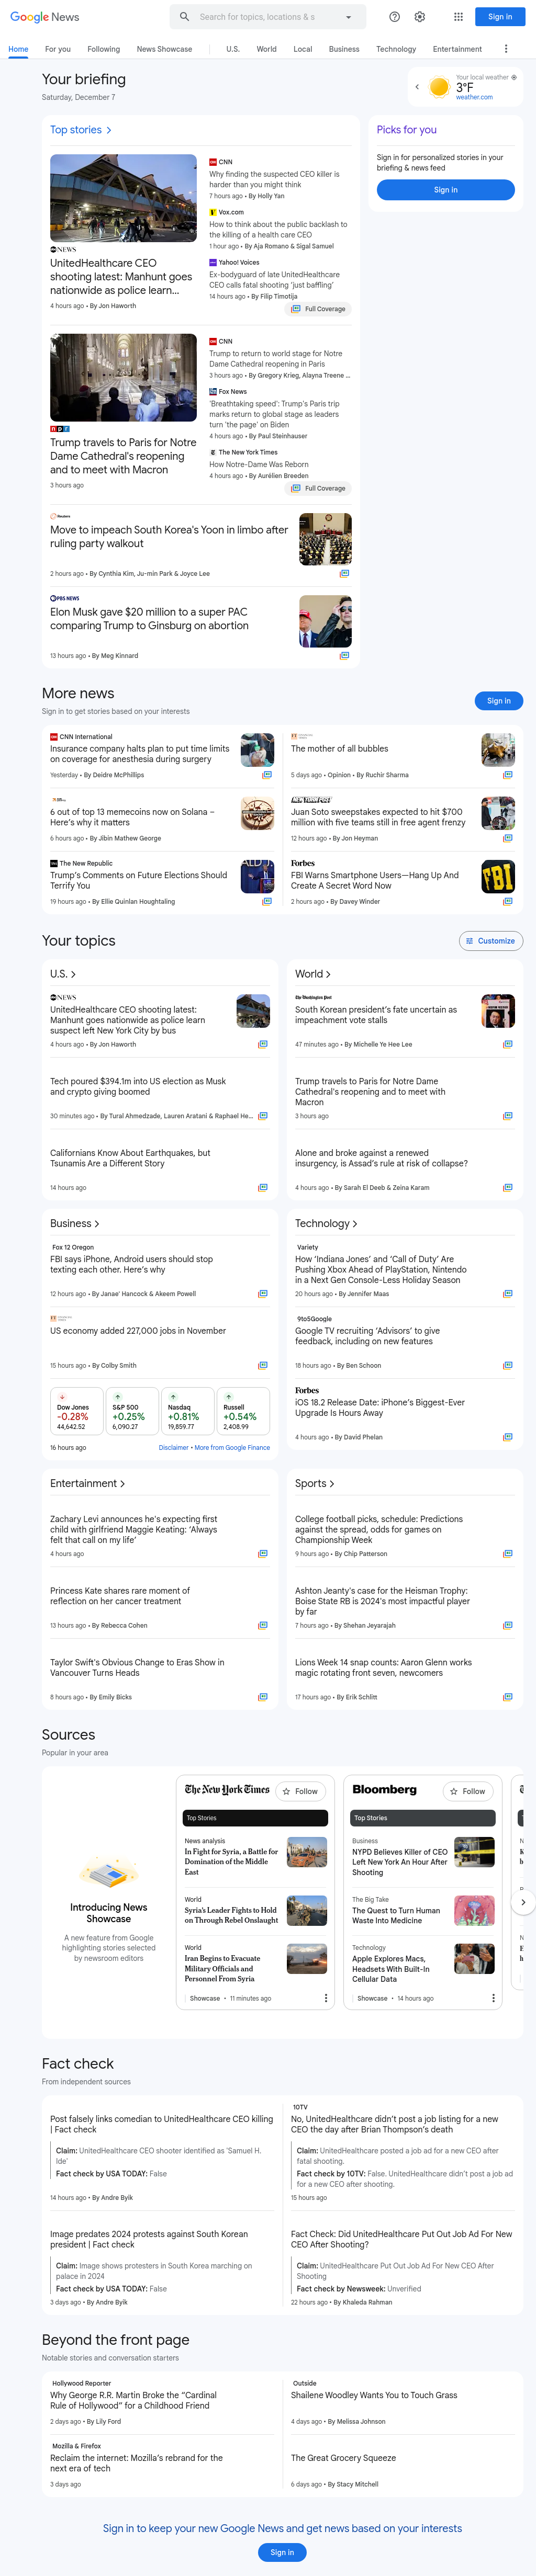 Google News
Search for topics, locations & s
Sign in
Home
For you
Following
News Showcase
U.S.
World
Local
Business
Technology
Entertainment
Your briefing
Saturday, December 7
Your local weather
3°F
weather.com
Top stories
Picks for you
Sign in for personalized stories in your
briefing & news feed
Sign in
NEWS
UnitedHealthcare CEO
shooting latest: Manhunt goes
nationwide as police learn...
4 hours ago • By Jon Haworth
CNN
Why finding the suspected CEO killer is
harder than you might think
7 hours ago • By Holly Yan
Vox.com
How to think about the public backlash to
the killing of a health care CEO
1 hour ago • By Aja Romano & Sigal Samuel
Yahoo! Voices
Ex-bodyguard of late UnitedHealthcare
CEO calls fatal shooting ‘just baffling’
14 hours ago • By Filip Timotija
Full Coverage
npr
Trump travels to Paris for Notre
Dame Cathedral's reopening
and to meet with Macron
3 hours ago
CNN
Trump to return to world stage for Notre
Dame Cathedral reopening in Paris
3 hours ago • By Gregory Krieg, Alayna Treene ...
Fox News
'Breathtaking speed': Trump's Paris trip
marks return to global stage as leaders
turn 'the page' on Biden
4 hours ago • By Paul Steinhauser
The New York Times
How Notre-Dame Was Reborn
4 hours ago • By Aurélien Breeden
Full Coverage
Reuters
Move to impeach South Korea's Yoon in limbo after
ruling party walkout
2 hours ago • By Cynthia Kim, Ju-min Park & Joyce Lee
PBS NEWS
Elon Musk gave $20 million to a super PAC
comparing Trump to Ginsburg on abortion
13 hours ago • By Meg Kinnard
More news
Sign in to get stories based on your interests
Sign in
CNN International
Insurance company halts plan to put time limits
on coverage for anesthesia during surgery
Yesterday • By Deidre McPhillips
The mother of all bubbles
5 days ago • Opinion • By Ruchir Sharma
6 out of top 13 memecoins now on Solana –
Here's why it matters
6 hours ago • By Jibin Mathew George
NEW YORK POST
Juan Soto sweepstakes expected to hit $700
million with five teams still in free agent frenzy
12 hours ago • By Jon Heyman
The New Republic
Trump’s Comments on Future Elections Should
Terrify You
19 hours ago • By Ellie Quinlan Houghtaling
Forbes
FBI Warns Smartphone Users—Hang Up And
Create A Secret Word Now
2 hours ago • By Davey Winder
FBI
Your topics
Customize
U.S.
NEWS
UnitedHealthcare CEO shooting latest:
Manhunt goes nationwide as police learn
suspect left New York City by bus
4 hours ago • By Jon Haworth
Tech poured $394.1m into US election as Musk
and crypto giving boomed
30 minutes ago • By Tural Ahmedzade, Lauren Aratani & Raphael He...
Californians Know About Earthquakes, but
Tsunamis Are a Different Story
14 hours ago
World
The Washington Post
South Korean president’s fate uncertain as
impeachment vote stalls
47 minutes ago • By Michelle Ye Hee Lee
Trump travels to Paris for Notre Dame
Cathedral's reopening and to meet with
Macron
3 hours ago
Alone and broke against a renewed
insurgency, is Assad’s rule at risk of collapse?
4 hours ago • By Sarah El Deeb & Zeina Karam
Business
Fox 12 Oregon
FBI says iPhone, Android users should stop
texting each other. Here’s why
12 hours ago • By Janae' Hancock & Akeem Powell
US economy added 227,000 jobs in November
15 hours ago • By Colby Smith
Dow Jones
-0.28%
44,642.52
S&P 500
+0.25%
6,090.27
Nasdaq
+0.81%
19,859.77
Russell
+0.54%
2,408.99
16 hours ago
Disclaimer • More from Google Finance
Technology
Variety
How ‘Indiana Jones’ and ‘Call of Duty’ Are
Pushing Xbox Ahead of PlayStation, Nintendo
in a Next Gen Console-Less Holiday Season
20 hours ago • By Jennifer Maas
9to5Google
Google TV recruiting ‘Advisors’ to give
feedback, including on new features
18 hours ago • By Ben Schoon
Forbes
iOS 18.2 Release Date: iPhone’s Biggest-Ever
Upgrade Is Hours Away
4 hours ago • By David Phelan
Entertainment
Zachary Levi announces he's expecting first
child with girlfriend Maggie Keating: ‘Always
felt that call on my life’
4 hours ago
Princess Kate shares rare moment of
reflection on her cancer treatment
13 hours ago • By Rebecca Cohen
Taylor Swift's Obvious Change to Eras Show in
Vancouver Turns Heads
8 hours ago • By Emily Bicks
Sports
College football picks, schedule: Predictions
against the spread, odds for games on
Championship Week
9 hours ago • By Chip Patterson
Ashton Jeanty's case for the Heisman Trophy:
Boise State RB is 2024's most impactful player
by far
7 hours ago • By Shehan Jeyarajah
Lions Week 14 snap counts: Aaron Glenn works
magic rotating front seven, newcomers
17 hours ago • By Erik Schlitt
Sources
Popular in your area
Introducing News
Showcase
A new feature from Google
highlighting stories selected
by newsroom editors
The New York Times
Follow
Top Stories
News analysis
In Fight for Syria, a Battle for
Domination of the Middle
East
World
Syria’s Leader Fights to Hold
on Through Rebel Onslaught
World
Iran Begins to Evacuate
Military Officials and
Personnel From Syria
Showcase • 11 minutes ago
Bloomberg
Follow
Top Stories
Business
NYPD Believes Killer of CEO
Left New York An Hour After
Shooting
The Big Take
The Quest to Turn Human
Waste Into Medicine
Technology
Apple Explores Macs,
Headsets With Built-In
Cellular Data
Showcase • 14 hours ago
Fact check
From independent sources
Post falsely links comedian to UnitedHealthcare CEO killing
| Fact check
Claim: UnitedHealthcare CEO shooter identified as 'Samuel H.
Ide'
Fact check by USA TODAY: False
14 hours ago • By Andre Byik
10TV
No, UnitedHealthcare didn’t post a job listing for a new
CEO the day after Brian Thompson’s death
Claim: UnitedHealthcare posted a job ad for a new CEO after
fatal shooting.
Fact check by 10TV: False. UnitedHealthcare didn’t post a job ad
for a new CEO after shooting.
15 hours ago
Image predates 2024 protests against South Korean
president | Fact check
Claim: Image shows protesters in South Korea marching on
palace in 2024
Fact check by USA TODAY: False
3 days ago • By Andre Byik
Fact Check: Did UnitedHealthcare Put Out Job Ad For New
CEO After Shooting?
Claim: UnitedHealthcare Put Out Job Ad For New CEO After
Shooting
Fact check by Newsweek: Unverified
22 hours ago • By Khaleda Rahman
Beyond the front page
Notable stories and conversation starters
Hollywood Reporter
Why George R.R. Martin Broke the “Cardinal
Rule of Hollywood” for a Childhood Friend
2 days ago • By Lily Ford
Outside
Shailene Woodley Wants You to Touch Grass
4 days ago • By Melissa Johnson
Mozilla & Firefox
Reclaim the internet: Mozilla’s rebrand for the
next era of tech
3 days ago
The Great Grocery Squeeze
6 days ago • By Stacy Mitchell
Sign in to keep your new Google News and get news based on your interests
Sign in